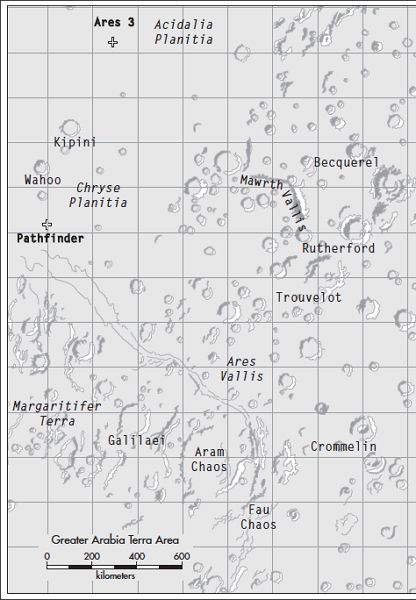 Ares 3
Acidalia
Planitia
Kipini
Becquerel
Wahoo
Mawrth
Vallis
Chryse
Planitia
Pathfinder
Rutherford
Trouvelot
Ares
Vallis
Margaritifer
Terra
Galilaei
Crommelin
Aram
Chaos
Fau
Chaos
Greater Arabia Terra Area
0 200 400 600
kilometers